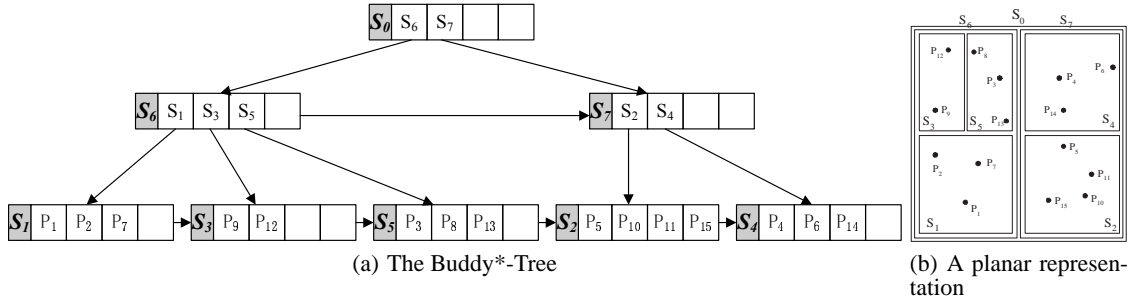 S0 S6 S7
S6 S1 S3 S5
S7 S2 S4
S1 P1 P2 P7
S3 P9 P12
S5 P3 P8 P13
S2 P5 P10 P11 P15
S4 P4 P6 P14
(a) The Buddy*-Tree
S6 S0 S7
P12 P8
P6
P3 P4
P9 P13 P14
S3 S5 S4
P5
P2 P7
P11
P1 P15 P10
S1 S2
(b) A planar represen-
tation